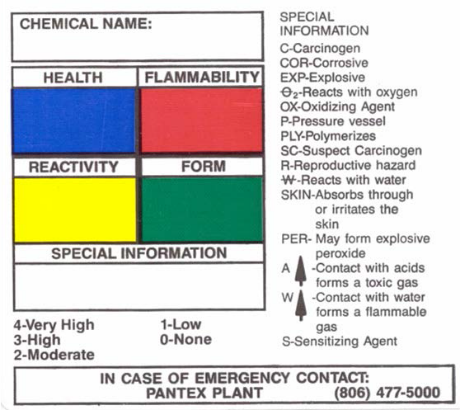 CHEMICAL NAME:
HEALTH
FLAMMABILITY
REACTIVITY
FORM
SPECIAL INFORMATION
4-Very High
1-Low
3-High
0-None
2-Moderate
SPECIAL
INFORMATION
C-Carcinogen
COR-Corrosive
EXP-Explosive
O₂-Reacts with oxygen
OX-Oxidizing Agent
P-Pressure vessel
PLY-Polymerizes
SC-Suspect Carcinogen
R-Reproductive hazard
W-Reacts with water
SKIN-Absorbs through
or irritates the
skin
PER- May form explosive
peroxide
A -Contact with acids
forms a toxic gas
W -Contact with water
forms a flammable
gas
S-Sensitizing Agent
IN CASE OF EMERGENCY CONTACT:
PANTEX PLANT (806) 477-5000